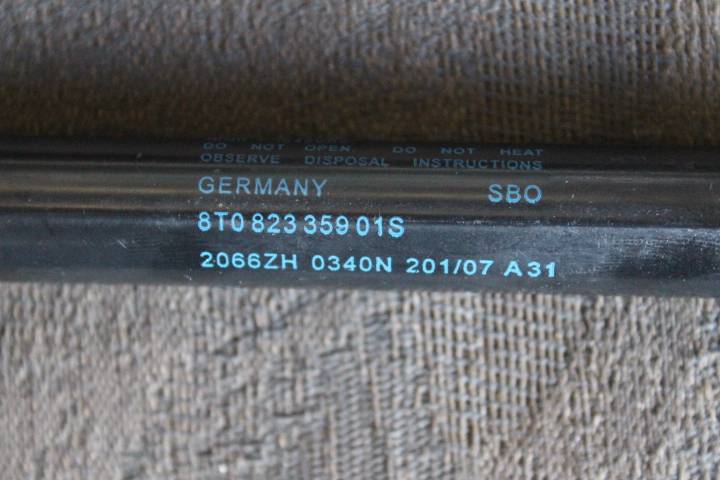 DO NOT OPEN. DO NOT HEAT
OBSERVE DISPOSAL INSTRUCTIONS
GERMANY SBO
8T0 823 359 01S
2066ZH 0340N 201/07 A31